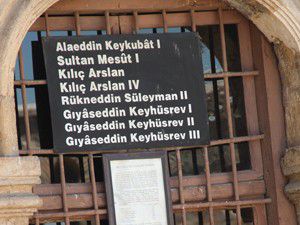 Alaeddin Keykubât I
Sultan Mesût I
Kılıç Arslan
Kılıç Arslan IV
Rükneddin Süleyman II
Gıyâseddin Keyhüsrev I
Gıyâseddin Keyhüsrev II
Gıyâseddin Keyhüsrev III